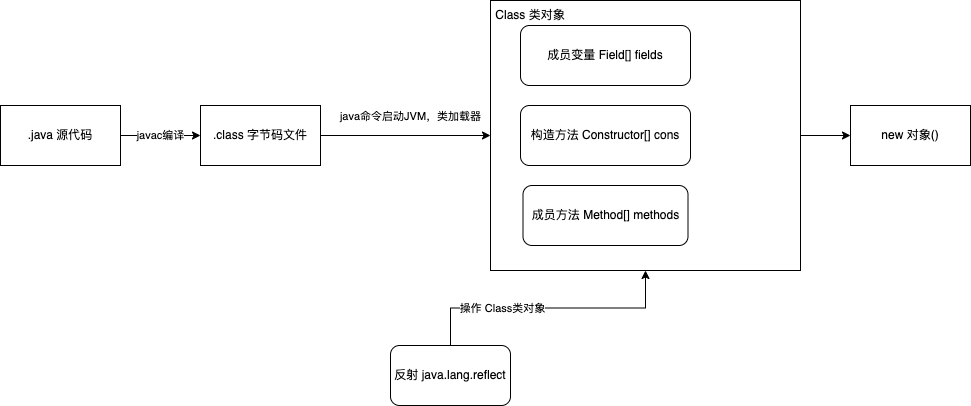 Class 类对象
成员变量 Field[] fields
.java 源代码
javac编译
.class 字节码文件
java命令启动JVM，类加载器
构造方法 Constructor[] cons
new 对象()
成员方法 Method[] methods
操作 Class类对象
反射 java.lang.reflect